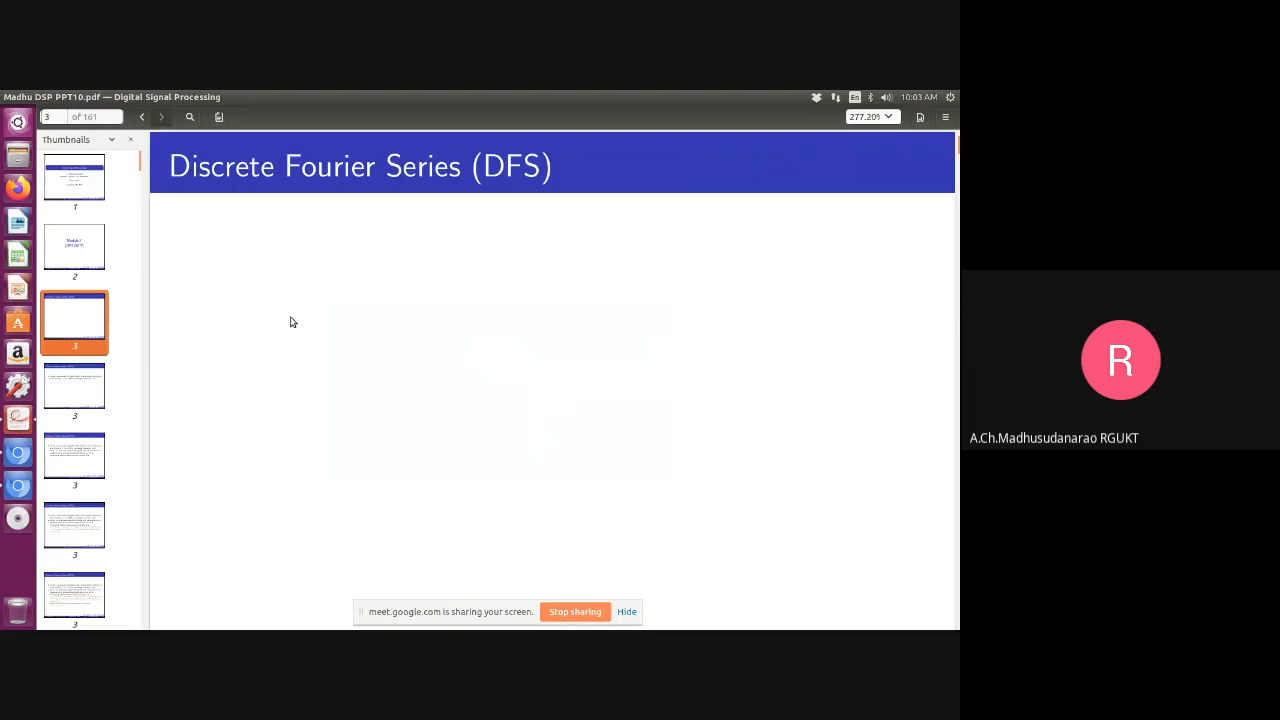 Madhu DSP PPT10.pdf — Digital Signal Processing
En
10:03 AM
3
of 161
277.20%
Thumbnails
1
2
3
3
3
3
3
Discrete Fourier Series (DFS)
meet.google.com is sharing your screen.
Stop sharing
Hide
R
A.Ch.Madhusudanarao RGUKT